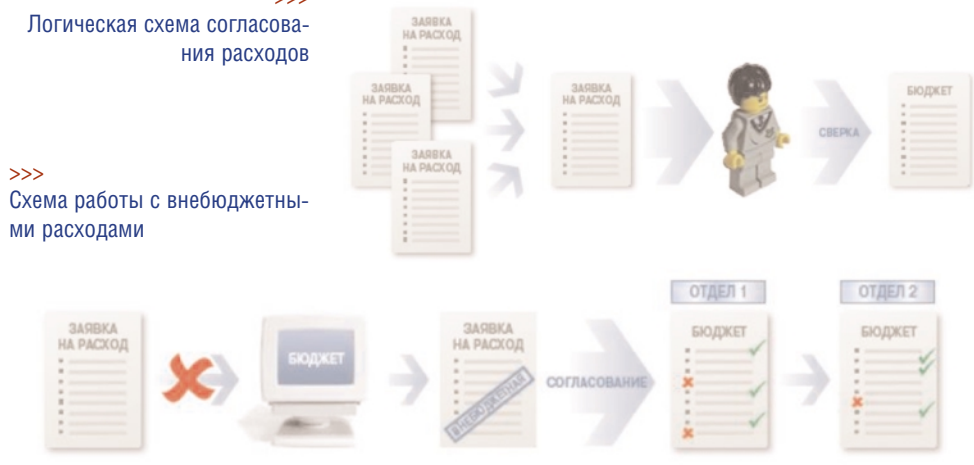 >>>
Логическая схема согласова-
ния расходов
ЗАЯВКА
НА РАСХОД
ЗАЯВКА
НА РАСХОД
ЗАЯВКА
НА РАСХОД
ЗАЯВКА
НА РАСХОД
СВЕРКА
БЮДЖЕТ
>>>
Схема работы с внебюджетны-
ми расходами
ЗАЯВКА
НА РАСХОД
БЮДЖЕТ
ЗАЯВКА
НА РАСХОД
ВНЕБЮДЖЕТНАЯ
СОГЛАСОВАНИЕ
ОТДЕЛ 1
БЮДЖЕТ
ОТДЕЛ 2
БЮДЖЕТ